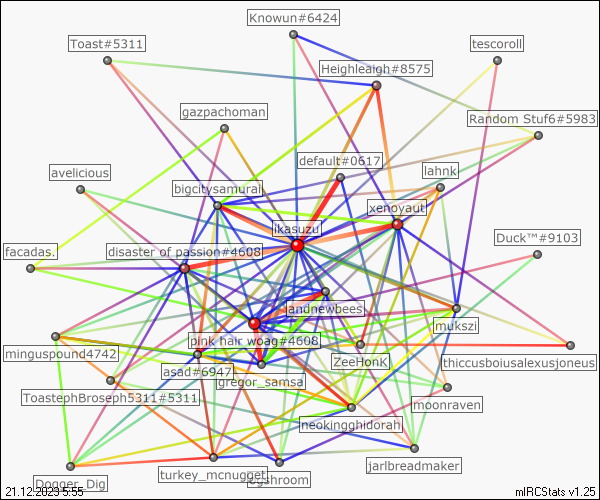 Knowun#6424
Toast#5311
tescoroll
Heighleaigh#8575
gazpachoman
Random Stuf6#5983
default#0617
avelicious
lahnk
bigcitysamurai
xenoyaut
ikasuzu
Duck™#9103
facadas.
disaster of passion#4608
andnewbees
mukszi
pink hair woag#4608
minguspound4742
ZeeHonk
thiccusboiusalexusjoneus
asad#6947
gregor_samsa
ToastephBroseph5311#5311
moonraven
neokingghidorah
jarlbreadmaker
Dogger_Dig
turkey_mcnugget
21.12.2023 5:55
mIRCStats v1.25